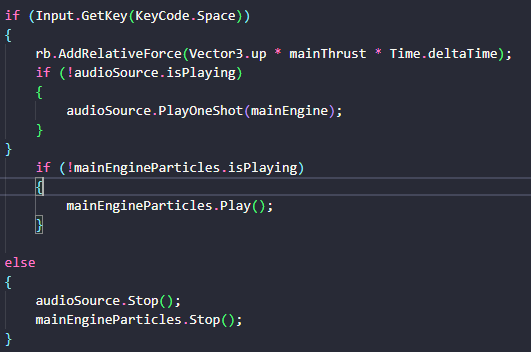 if (Input.GetKey(KeyCode.Space))
{
rb.AddRelativeForce(Vector3.up * mainThrust * Time.deltaTime);
if (!audioSource.isPlaying)
{
audioSource.PlayOneShot(mainEngine);
}
}
if (!mainEngineParticles.isPlaying)
{
mainEngineParticles.Play();
}
else
{
audioSource.Stop();
mainEngineParticles.Stop();
}